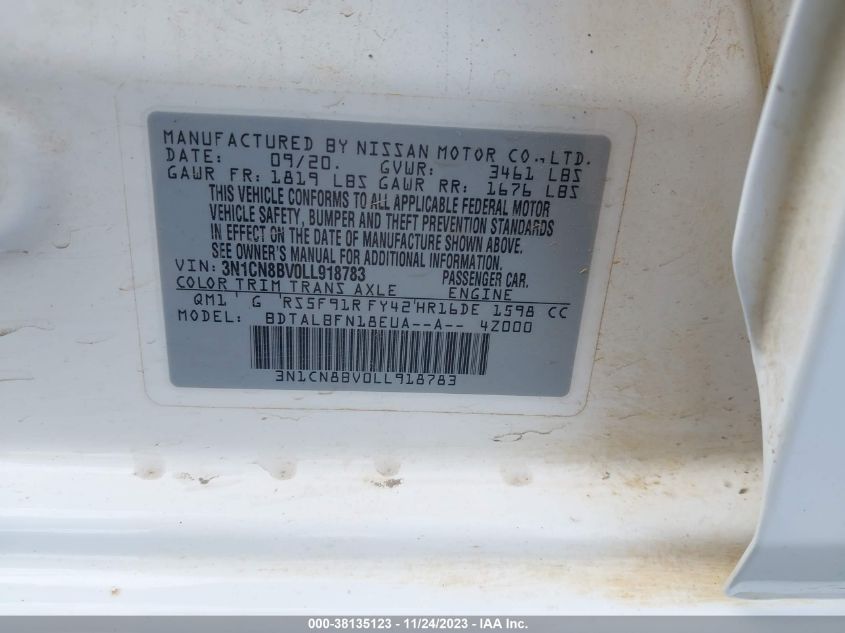 MANUFACTURED BY NISSAN MOTOR CO.,LTD.
DATE: 09/20. GVWR: 3461 LBS
GAWR FR: 1819 LBS GAWR RR: 1676 LBS
THIS VEHICLE CONFORMS TO ALL APPLICABLE FEDERAL MOTOR
VEHICLE SAFETY, BUMPER AND THEFT PREVENTION STANDARDS
IN EFFECT ON THE DATE OF MANUFACTURE SHOWN ABOVE.
SEE OWNER'S MANUAL FOR ADDITIONAL INFORMATION.
VIN: 3N1CN8BV0LL918783 PASSENGER CAR.
COLOR TRIM TRANS AXLE ENGINE
QM1 ' G ' RS5F91R FY42'HR16DE 1598 CC
MODEL: BDTALBFN18EUA--A-- 4Z000
3N1CN8BV0LL918783
000-38135123 - 11/24/2023 - IAA Inc.